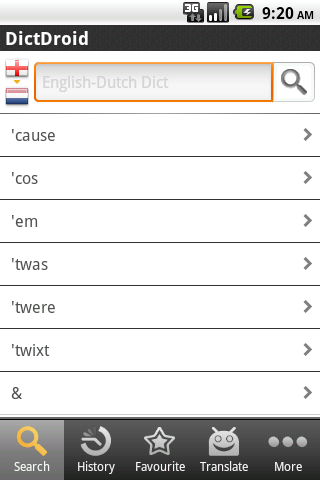 3G 9:20 AM
DictDroid
English-Dutch Dict
'cause
'cos
'em
'twas
'twere
'twixt
&
Search History Favourite Translate More